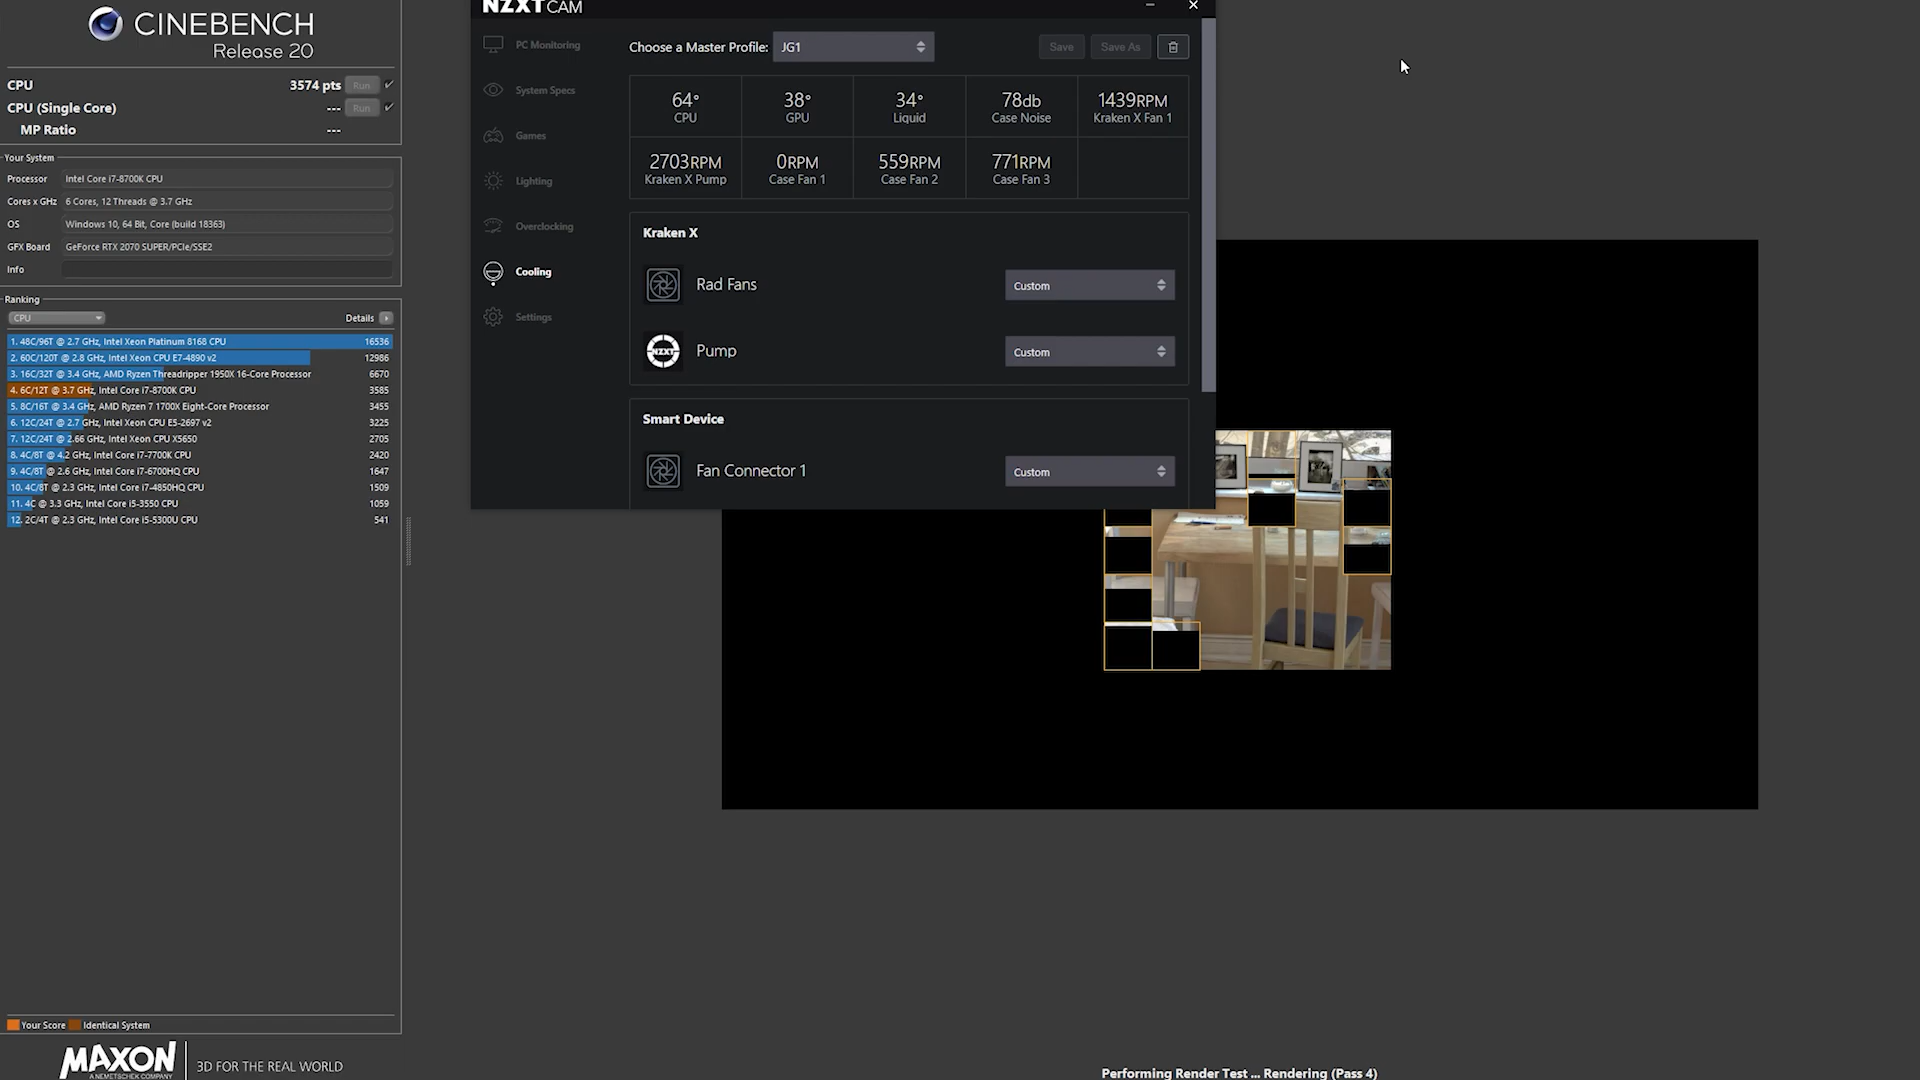 CINEBENCH
Release 20
CPU 3574 pts Run
CPU (Single Core) --- Run
MP Ratio ---
Your System
Processor Intel Core i7-8700K CPU
Cores x GHz 6 Cores, 12 Threads @ 3.7 GHz
OS Windows 10, 64 Bit, Core (build 18363)
GFX Board GeForce RTX 2070 SUPER/PCIe/SSE2
Info
Ranking
CPU Details
1. 48C/96T @ 2.7 GHz, Intel Xeon Platinum 8168 CPU 16536
2. 60C/120T @ 2.8 GHz, Intel Xeon CPU E7-4890 v2 12986
3. 16C/32T @ 3.4 GHz, AMD Ryzen Threadripper 1950X 16-Core Processor 6670
4. 6C/12T @ 3.7 GHz, Intel Core i7-8700K CPU 3585
5. 8C/16T @ 3.4 GHz, AMD Ryzen 7 1700X Eight-Core Processor 3455
6. 12C/24T @ 2.7 GHz, Intel Xeon CPU E5-2697 v2 3225
7. 12C/24T @ 2.66 GHz, Intel Xeon CPU X5650 2705
8. 4C/8T @ 4.2 GHz, Intel Core i7-7700K CPU 2420
9. 4C/8T @ 2.6 GHz, Intel Core i7-6700HQ CPU 1647
10. 4C/8T @ 2.3 GHz, Intel Core i7-4850HQ CPU 1509
11. 4C @ 3.3 GHz, Intel Core i5-3550 CPU 1059
12. 2C/4T @ 2.3 GHz, Intel Core i5-5300U CPU 541
Your Score Identical System
MAXON
A NEMETSCHEK COMPANY
3D FOR THE REAL WORLD
NZXT CAM
PC Monitoring
System Specs
Games
Lighting
Overclocking
Cooling
Settings
Choose a Master Profile: JG1 Save Save As
64° 38° 34° 78db 1439RPM
CPU GPU Liquid Case Noise Kraken X Fan 1
2703RPM 0RPM 559RPM 771RPM
Kraken X Pump Case Fan 1 Case Fan 2 Case Fan 3
Kraken X
Rad Fans Custom
NZXT
Pump Custom
Smart Device
Fan Connector 1 Custom
Performing Render Test ... Rendering (Pass 4)